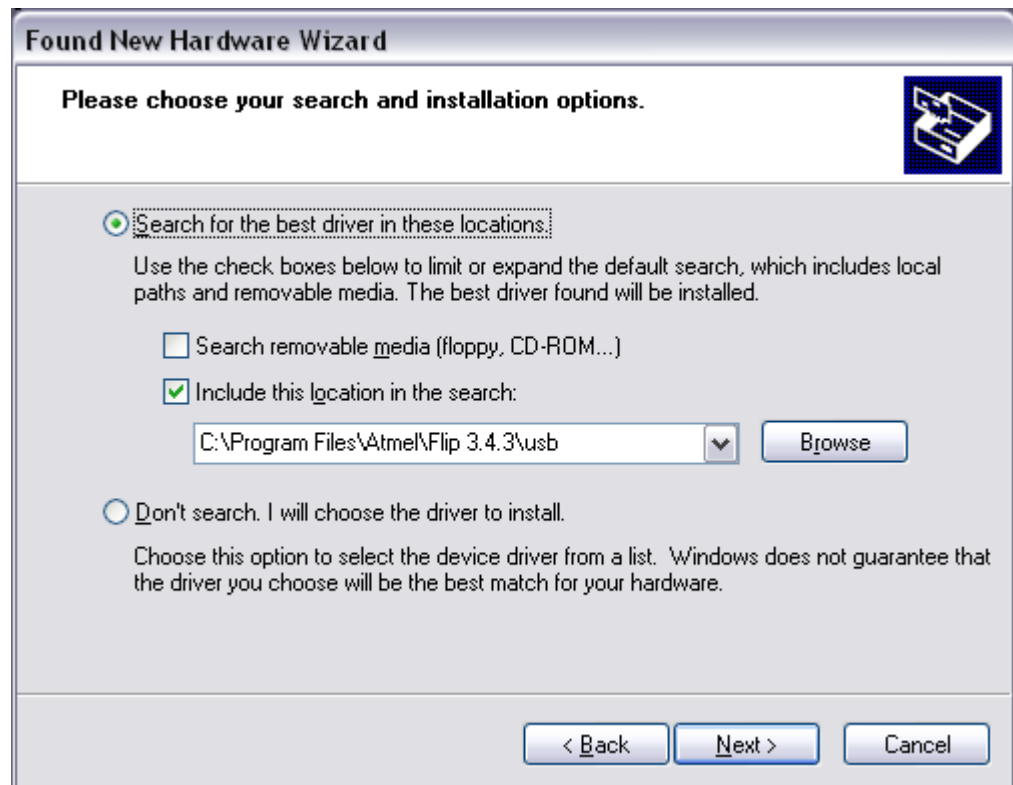 Found New Hardware Wizard
Please choose your search and installation options.
Search for the best driver in these locations.
Use the check boxes below to limit or expand the default search, which includes local
paths and removable media. The best driver found will be installed.
Search removable media (floppy, CD-ROM...)
Include this location in the search:
C:\Program Files\Atmel\Flip 3.4.3\usb
Browse
Don't search. I will choose the driver to install.
Choose this option to select the device driver from a list.  Windows does not guarantee that
the driver you choose will be the best match for your hardware.
< Back
Next >
Cancel